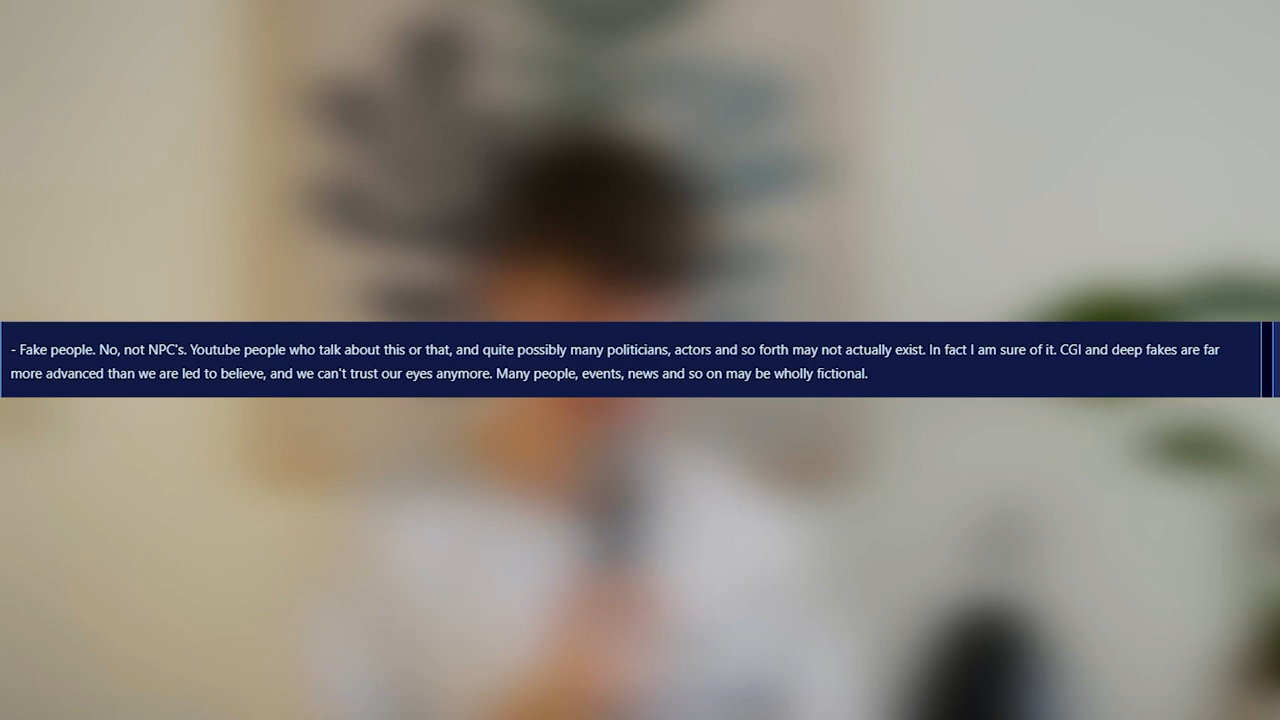 - Fake people. No, not NPC's. Youtube people who talk about this or that, and quite possibly many politicians, actors and so forth may not actually exist. In fact I am sure of it. CGI and deep fakes are far
more advanced than we are led to believe, and we can't trust our eyes anymore. Many people, events, news and so on may be wholly fictional.